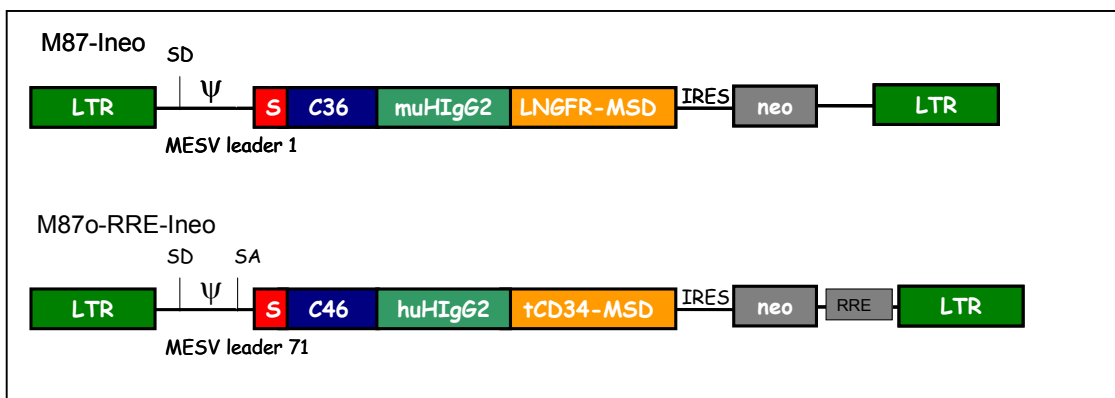 M87-Ineo
SD
LTR ψ S C36 muHIgG2 LNGFR-MSD IRES neo LTR
MESV leader 1
M87o-RRE-Ineo
SD SA
LTR ψ S C46 huHIgG2 tCD34-MSD IRES neo RRE LTR
MESV leader 71